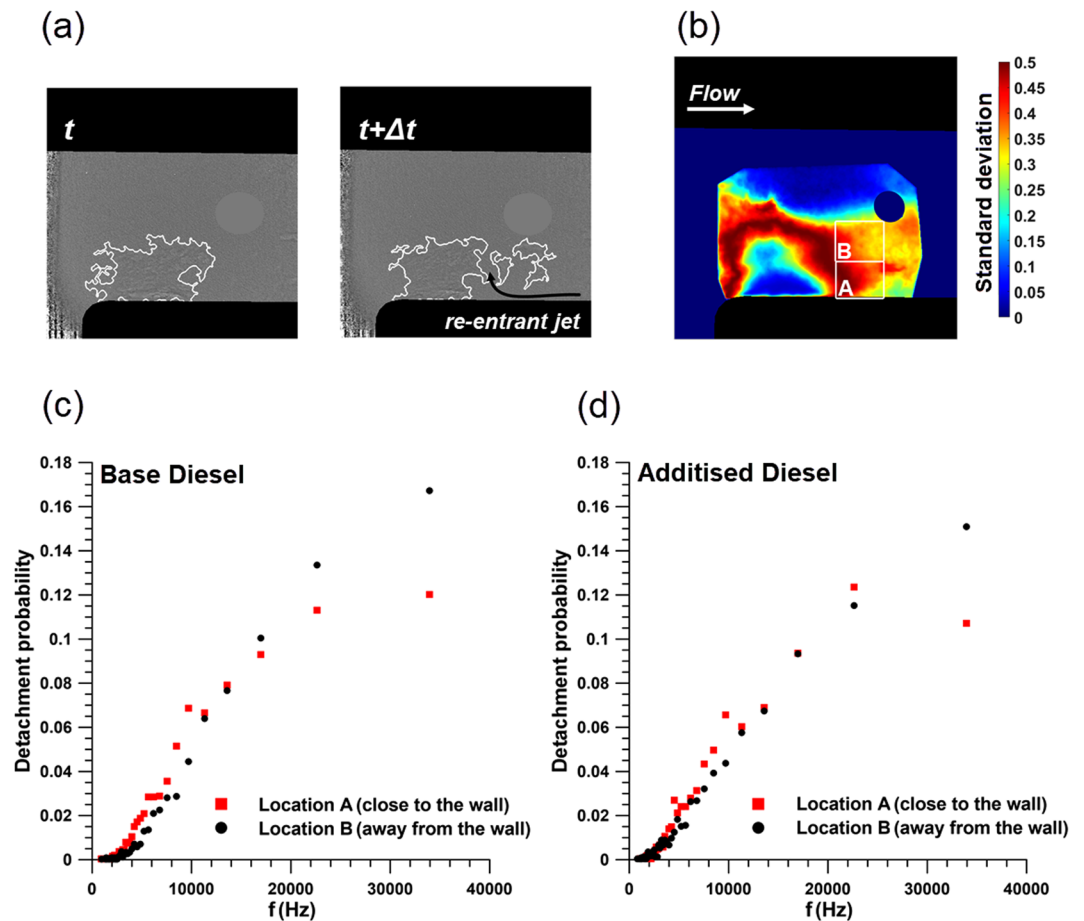 (a)
(b)
t
t+Δt
re-entrant jet
Flow
B
A
0.5
0.45
0.4
0.35
0.3
0.25
0.2
0.15
0.1
0.05
0
Standard deviation
(c)
(d)
Base Diesel
0.18
0.16
0.14
0.12
0.1
0.08
0.06
0.04
0.02
0
Detachment probability
Location A (close to the wall)
Location B (away from the wall)
0 10000 20000 30000 40000
f (Hz)
Additised Diesel
0.18
0.16
0.14
0.12
0.1
0.08
0.06
0.04
0.02
0
Detachment probability
Location A (close to the wall)
Location B (away from the wall)
0 10000 20000 30000 40000
f (Hz)